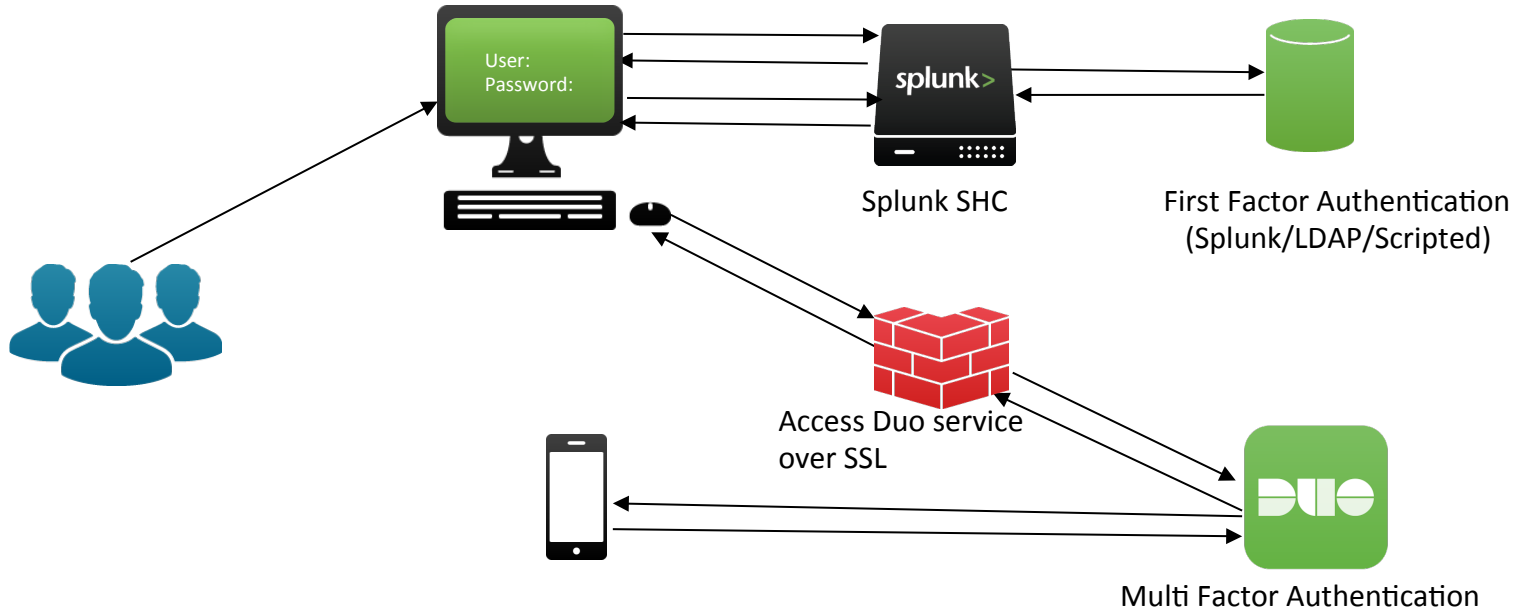 User:
Password:
splunk>
Splunk SHC
First Factor Authentication
(Splunk/LDAP/Scripted)
Access Duo service
over SSL
DUO
Multi Factor Authentication